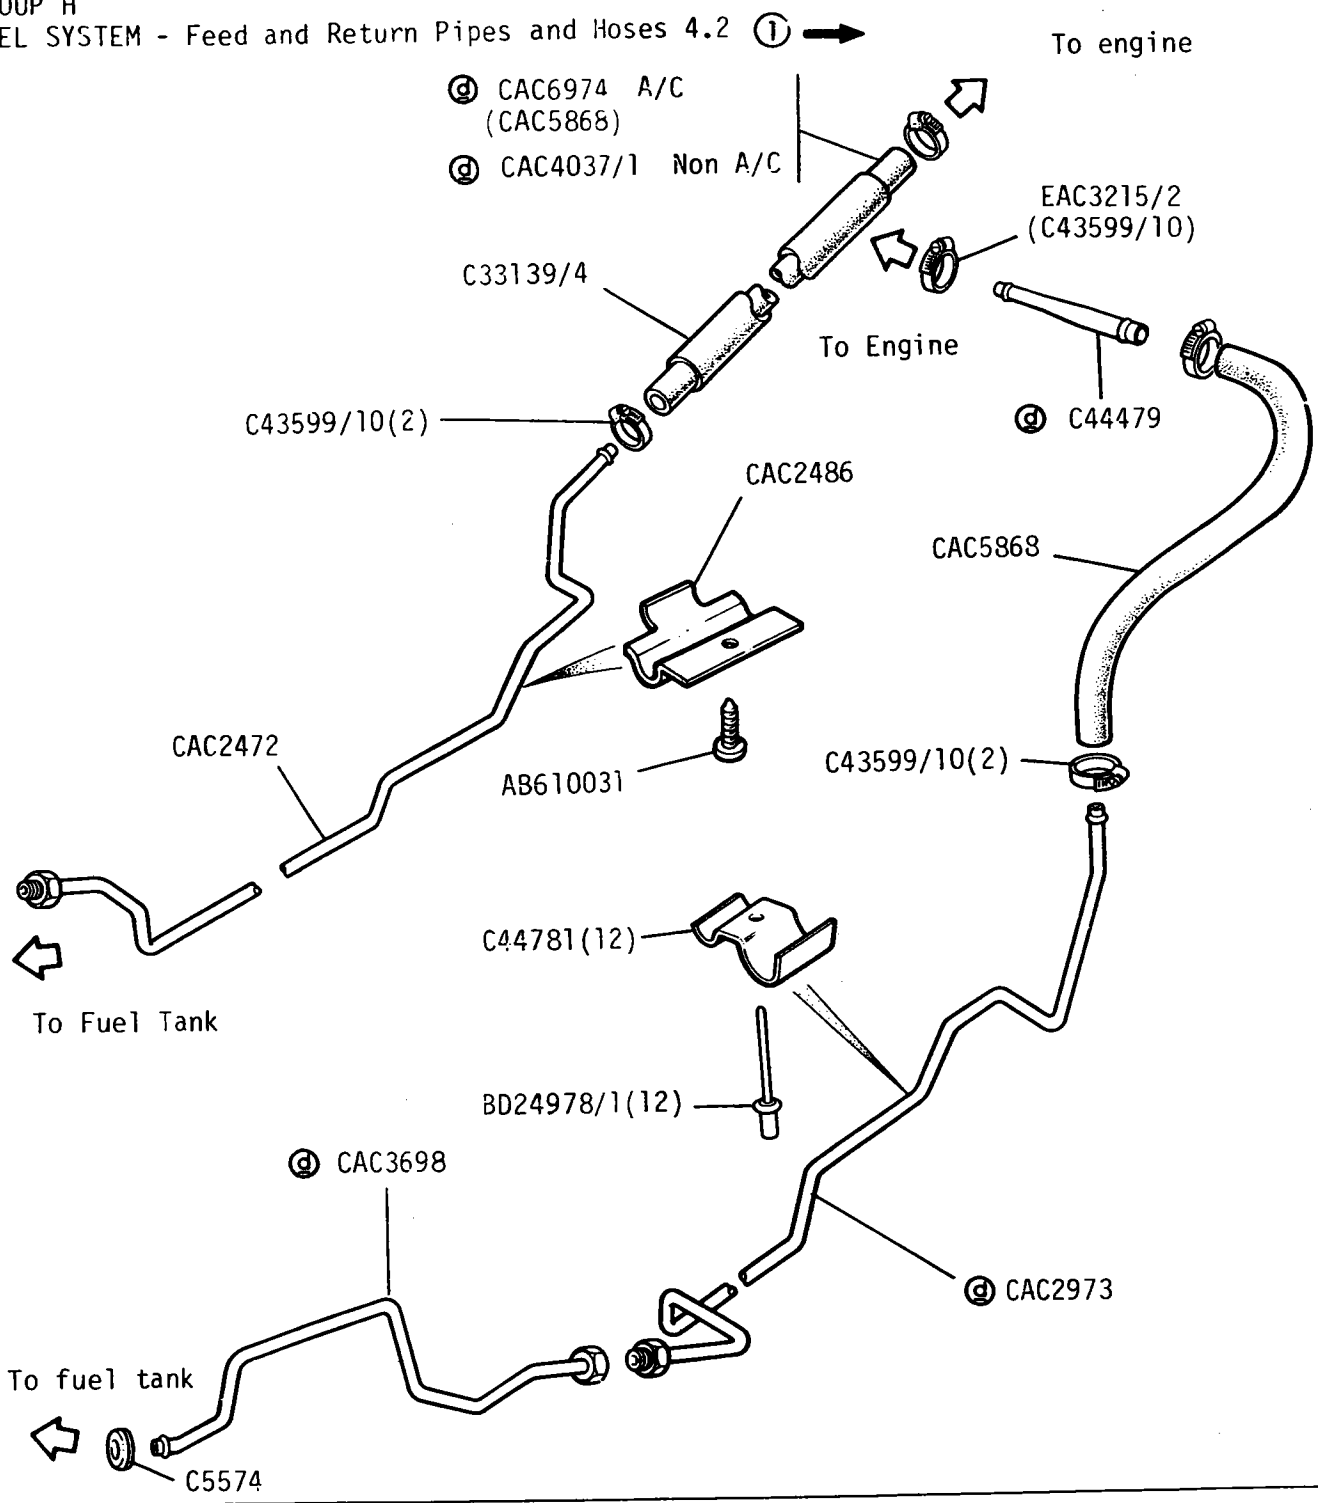 OUP H
EL SYSTEM - Feed and Return Pipes and Hoses 4.2 ①
To engine
ⓓ CAC6974 A/C
(CAC5868)
ⓓ CAC4037/1 Non A/C
EAC3215/2
(C43599/10)
C33139/4
To Engine
C43599/10(2)
ⓓ C44479
CAC2486
CAC5868
CAC2472
AB610031
C43599/10(2)
C44781(12)
To Fuel Tank
BD24978/1(12)
ⓓ CAC3698
ⓓ CAC2973
To fuel tank
C5574